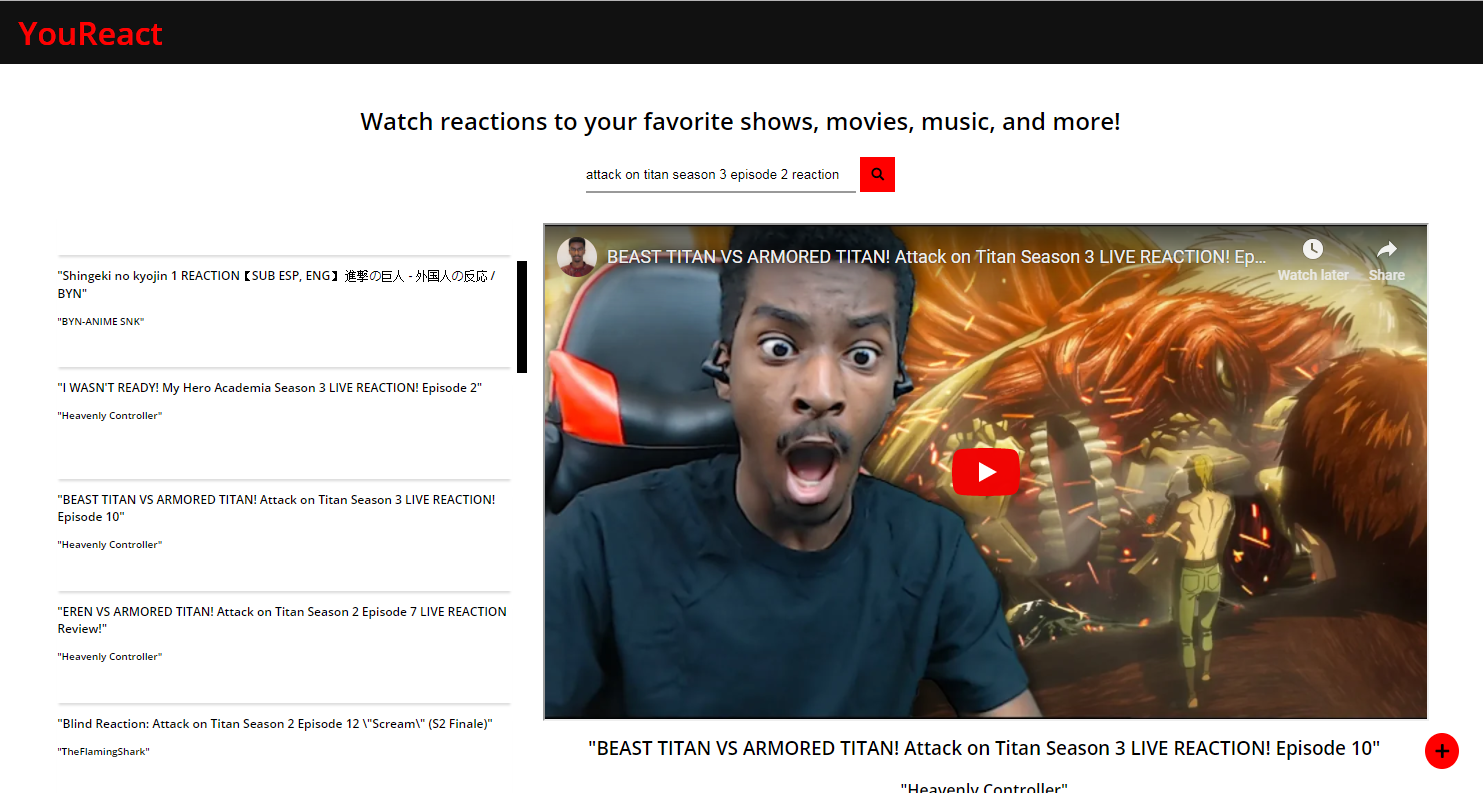 YouReact
Watch reactions to your favorite shows, movies, music, and more!
attack on titan season 3 episode 2 reaction
"Shingeki no kyojin 1 REACTION【SUB ESP, ENG】進撃の巨人 - 外国人の反応 /
BYN"
"BYN-ANIME SNK"
"I WASN'T READY! My Hero Academia Season 3 LIVE REACTION! Episode 2"
"Heavenly Controller"
"BEAST TITAN VS ARMORED TITAN! Attack on Titan Season 3 LIVE REACTION!
Episode 10"
"Heavenly Controller"
"EREN VS ARMORED TITAN! Attack on Titan Season 2 Episode 7 LIVE REACTION
Review!"
"Heavenly Controller"
"Blind Reaction: Attack on Titan Season 2 Episode 12 \"Scream\" (S2 Finale)"
"TheFlamingShark"
BEAST TITAN VS ARMORED TITAN! Attack on Titan Season 3 LIVE REACTION! Ep...
Watch later
Share
"BEAST TITAN VS ARMORED TITAN! Attack on Titan Season 3 LIVE REACTION! Episode 10"
"Heavenly Controller"